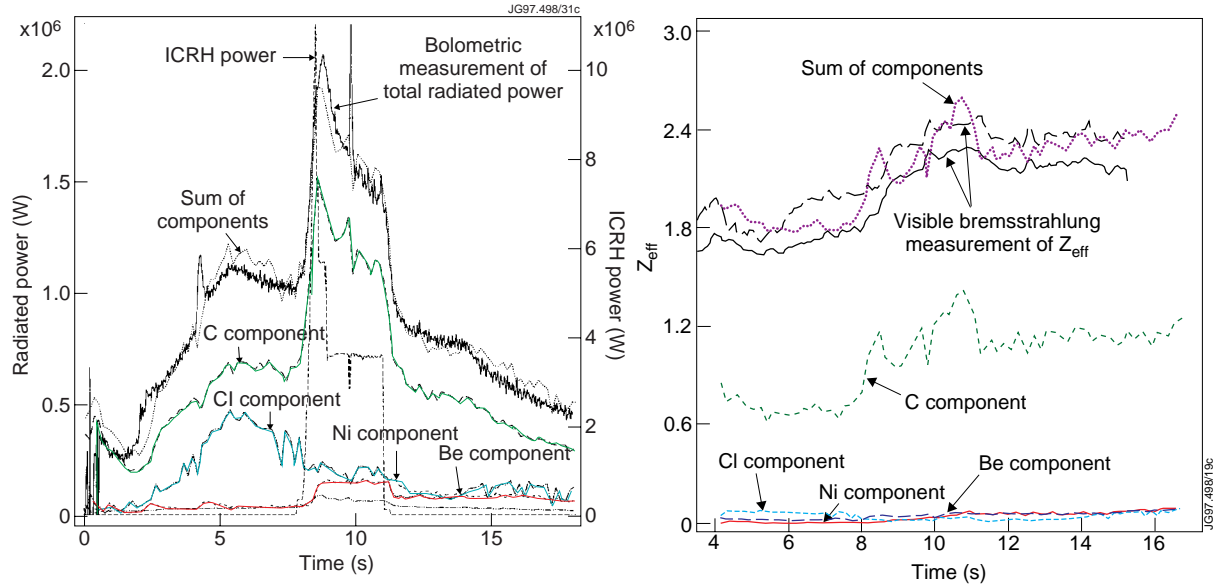 JG97.498/31c
x10⁶
x10⁶
ICRH power
Bolometric
measurement of
total radiated power
2.0
1.5
1.0
0.5
0
10
8
6
4
2
0
Radiated power (W)
ICRH power (W)
Sum of
components
C component
Cl component
Ni component
Be component
0
5
10
15
Time (s)
Sum of components
2.4
1.8
1.2
0.6
0
Z_eff
Visible bremsstrahlung
measurement of Z_eff
C component
Cl component
Ni component
Be component
4
6
8
10
12
14
16
Time (s)
JG97.498/19c